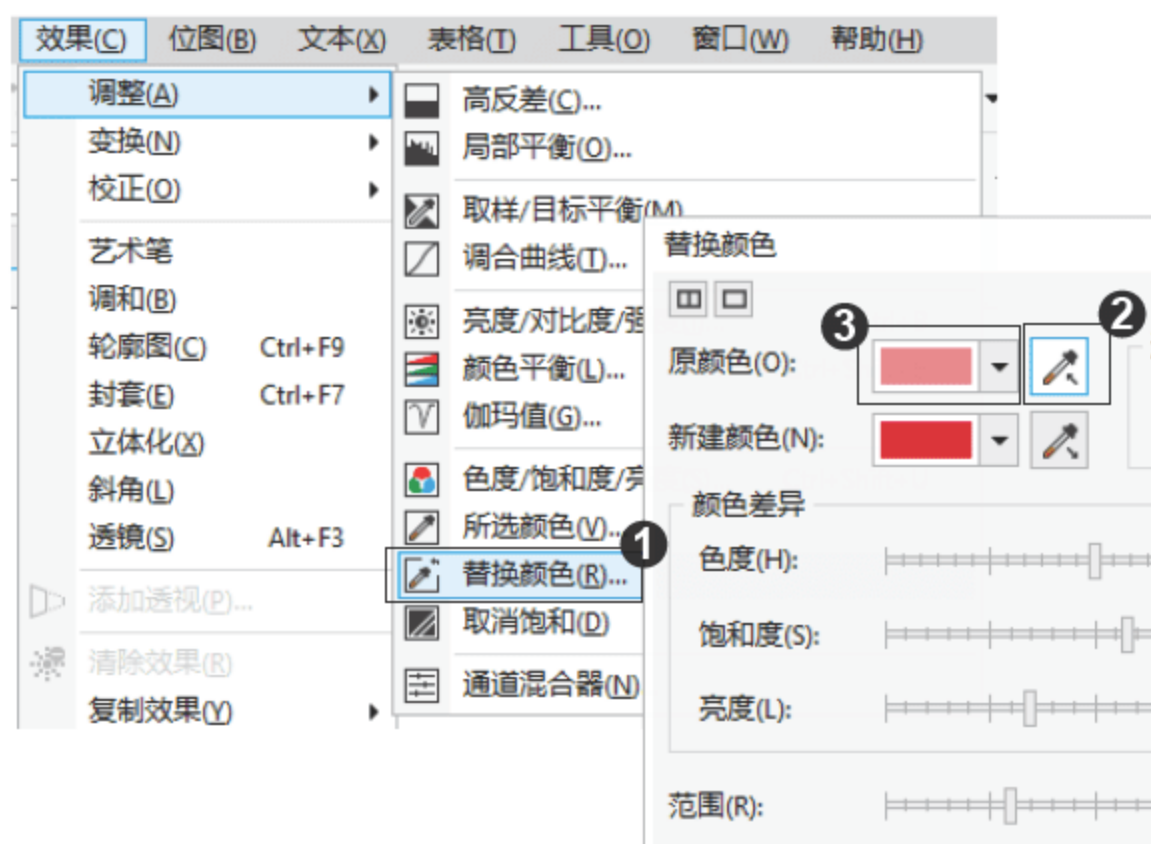 效果(C) 位图(B) 文本(X) 表格(T) 工具(O) 窗口(W) 帮助(H)
调整(A)
变换(N)
校正(O)
艺术笔
调和(B)
轮廓图(C) Ctrl+F9
封套(E) Ctrl+F7
立体化(X)
斜角(L)
透镜(S) Alt+F3
添加透视(P)...
清除效果(R)
复制效果(Y)
高反差(C)...
局部平衡(O)...
取样/目标平衡(M)
调合曲线(T)...
亮度/对比度/强
颜色平衡(L)...
伽玛值(G)...
色度/饱和度/亮
所选颜色(V)...
替换颜色(R)...
取消饱和(D)
通道混合器(N)
1
替换颜色
3
2
原颜色(O):
新建颜色(N):
颜色差异
色度(H):
饱和度(S):
亮度(L):
范围(R):